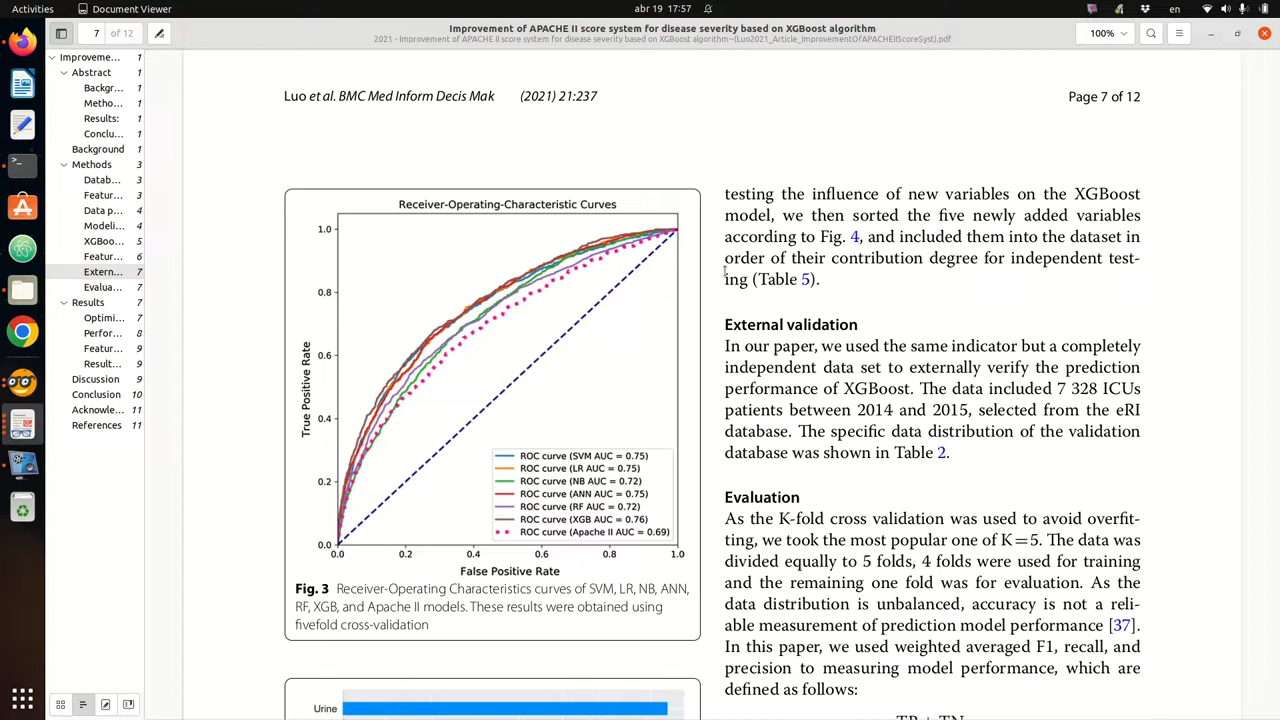 Activities
Document Viewer
abr 19 17:57
en
7 of 12
Improvement of APACHE II score system for disease severity based on XGBoost algorithm
2021 - Improvement of APACHE II score system for disease severity based on XGBoost algorithm--(Luo2021_Article_ImprovementOfAPACHEIIScoreSyst).pdf
100%
Improveme... 1
Abstract 1
Backgr... 1
Metho... 1
Results: 1
Conclu... 1
Background 1
Methods 3
Datab... 3
Featur... 3
Data p... 4
Modeli... 4
XGBoo... 5
Featur... 6
Extern... 7
Evalua... 7
Results 7
Optimi... 7
Perfor... 8
Featur... 9
Result... 9
Discussion 9
Conclusion 10
Acknowle... 11
References 11
Luo et al. BMC Med Inform Decis Mak (2021) 21:237
Page 7 of 12
Receiver-Operating-Characteristic Curves
True Positive Rate
1.0
0.8
0.6
0.4
0.2
0.0
0.0 0.2 0.4 0.6 0.8 1.0
False Positive Rate
ROC curve (SVM AUC = 0.75)
ROC curve (LR AUC = 0.75)
ROC curve (NB AUC = 0.72)
ROC curve (ANN AUC = 0.75)
ROC curve (RF AUC = 0.72)
ROC curve (XGB AUC = 0.76)
ROC curve (Apache II AUC = 0.69)
Fig. 3 Receiver-Operating Characteristics curves of SVM, LR, NB, ANN,
RF, XGB, and Apache II models. These results were obtained using
fivefold cross-validation
Urine
testing the influence of new variables on the XGBoost
model, we then sorted the five newly added variables
according to Fig. 4, and included them into the dataset in
order of their contribution degree for independent test-
ing (Table 5).
External validation
In our paper, we used the same indicator but a completely
independent data set to externally verify the prediction
performance of XGBoost. The data included 7 328 ICUs
patients between 2014 and 2015, selected from the eRI
database. The specific data distribution of the validation
database was shown in Table 2.
Evaluation
As the K-fold cross validation was used to avoid overfit-
ting, we took the most popular one of K=5. The data was
divided equally to 5 folds, 4 folds were used for training
and the remaining one fold was for evaluation. As the
data distribution is unbalanced, accuracy is not a reli-
able measurement of prediction model performance [37].
In this paper, we used weighted averaged F1, recall, and
precision to measuring model performance, which are
defined as follows:
TP + TN